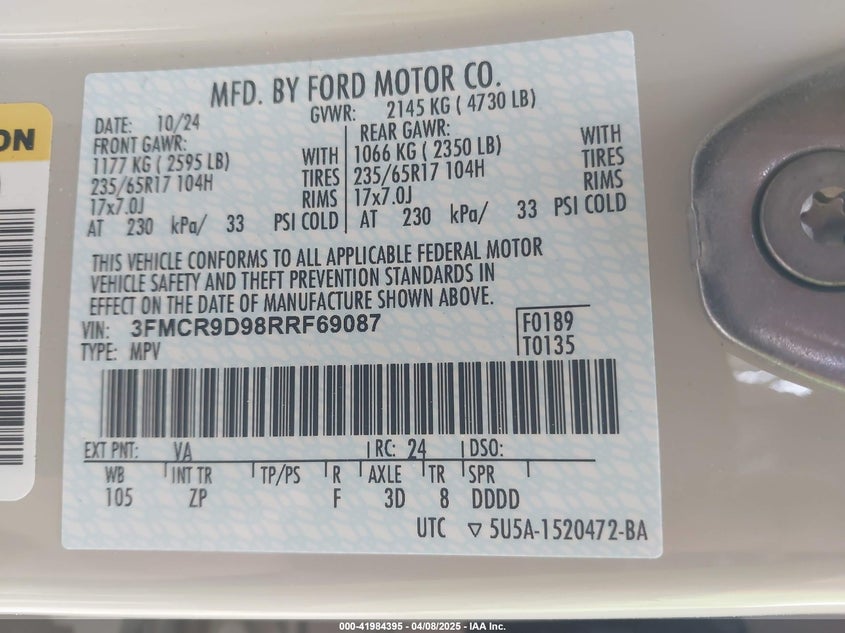 ON
MFD. BY FORD MOTOR CO.
DATE: 10/24 GVWR: 2145 KG ( 4730 LB)
FRONT GAWR: REAR GAWR:
1177 KG ( 2595 LB) WITH 1066 KG ( 2350 LB) WITH
235/65R17 104H TIRES 235/65R17 104H TIRES
17x7.0J RIMS 17x7.0J RIMS
AT 230 kPa/ 33 PSI COLD AT 230 kPa/ 33 PSI COLD
THIS VEHICLE CONFORMS TO ALL APPLICABLE FEDERAL MOTOR
VEHICLE SAFETY AND THEFT PREVENTION STANDARDS IN
EFFECT ON THE DATE OF MANUFACTURE SHOWN ABOVE.
VIN: 3FMCR9D98RRF69087 F0189
TYPE: MPV T0135
EXT PNT: VA RC: 24 DSO:
WB INT TR TP/PS R AXLE TR SPR
105 ZP F 3D 8 DDDD
UTC ▽ 5U5A-1520472-BA
000-41984395 - 04/08/2025 - IAA Inc.